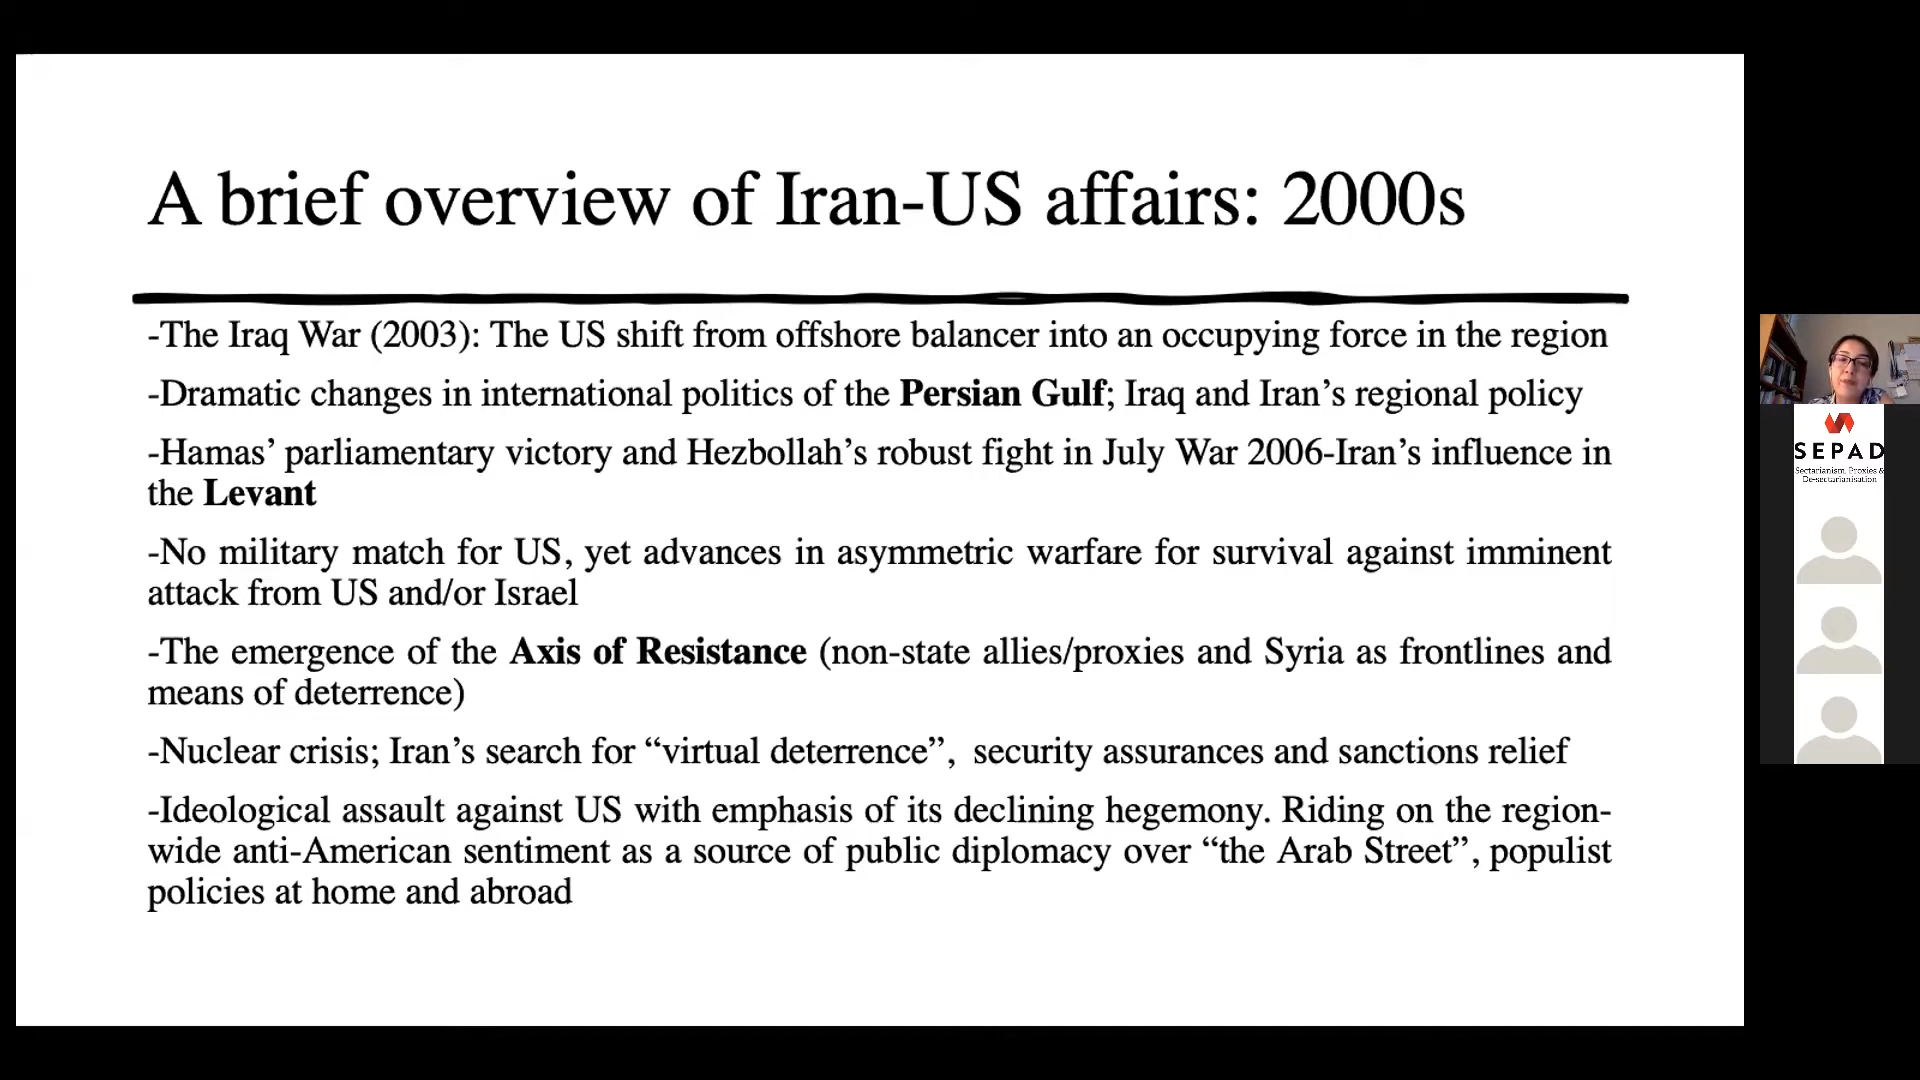 A brief overview of Iran-US affairs: 2000s
-The Iraq War (2003): The US shift from offshore balancer into an occupying force in the region
-Dramatic changes in international politics of the Persian Gulf; Iraq and Iran’s regional policy
-Hamas’ parliamentary victory and Hezbollah’s robust fight in July War 2006-Iran’s influence in
the Levant
-No military match for US, yet advances in asymmetric warfare for survival against imminent
attack from US and/or Israel
-The emergence of the Axis of Resistance (non-state allies/proxies and Syria as frontlines and
means of deterrence)
-Nuclear crisis; Iran’s search for “virtual deterrence”,  security assurances and sanctions relief
-Ideological assault against US with emphasis of its declining hegemony. Riding on the region-
wide anti-American sentiment as a source of public diplomacy over “the Arab Street”, populist
policies at home and abroad
SEPAD
Sectarianism, Proxies &
De-sectarianisation